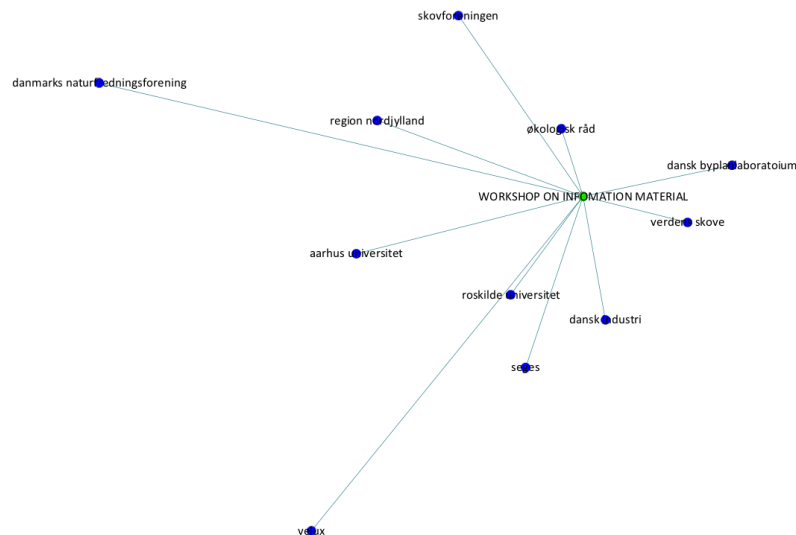 skovforeningen
danmarks naturfredningsforening
region nordjylland
økologisk råd
dansk byplanlaboratoium
WORKSHOP ON INFOMATION MATERIAL
verdens skove
aarhus universitet
roskilde universitet
dansk industri
seges
velux